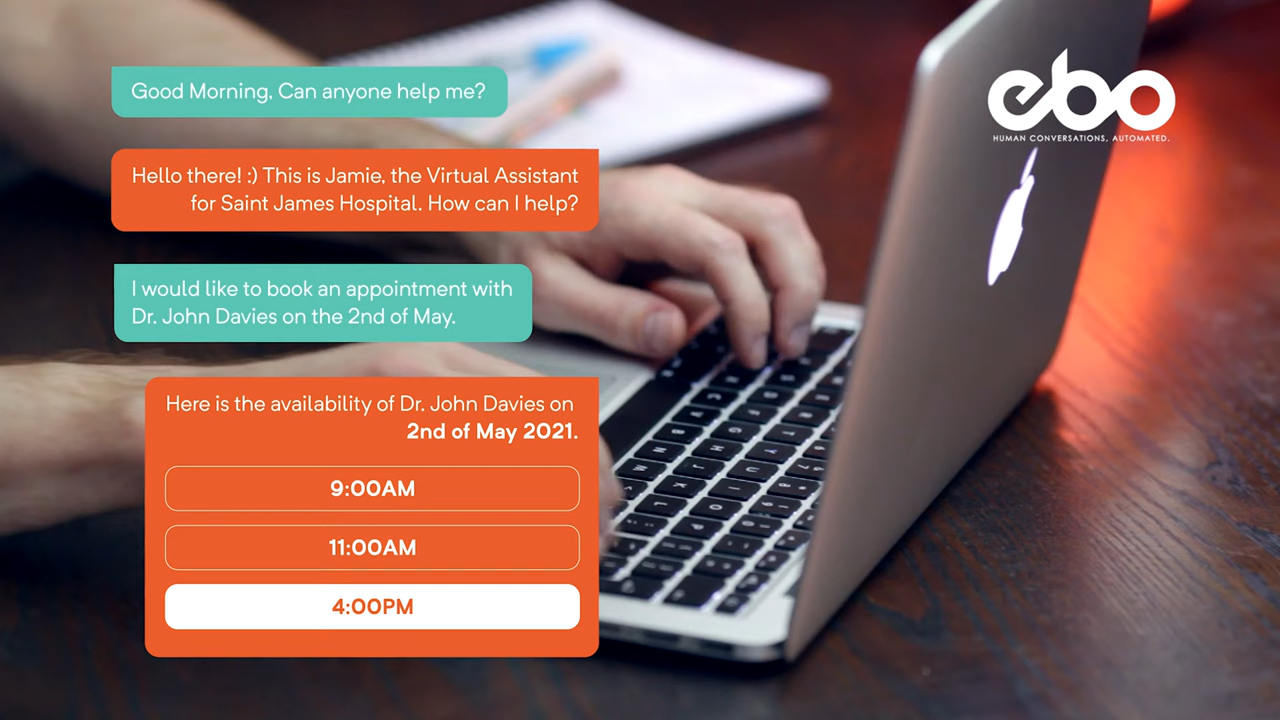 Good Morning, Can anyone help me?
Hello there! :) This is Jamie, the Virtual Assistant
for Saint James Hospital. How can I help?
I would like to book an appointment with
Dr. John Davies on the 2nd of May.
Here is the availability of Dr. John Davies on
2nd of May 2021.
9:00AM
11:00AM
4:00PM
ebo
HUMAN CONVERSATIONS. AUTOMATED.